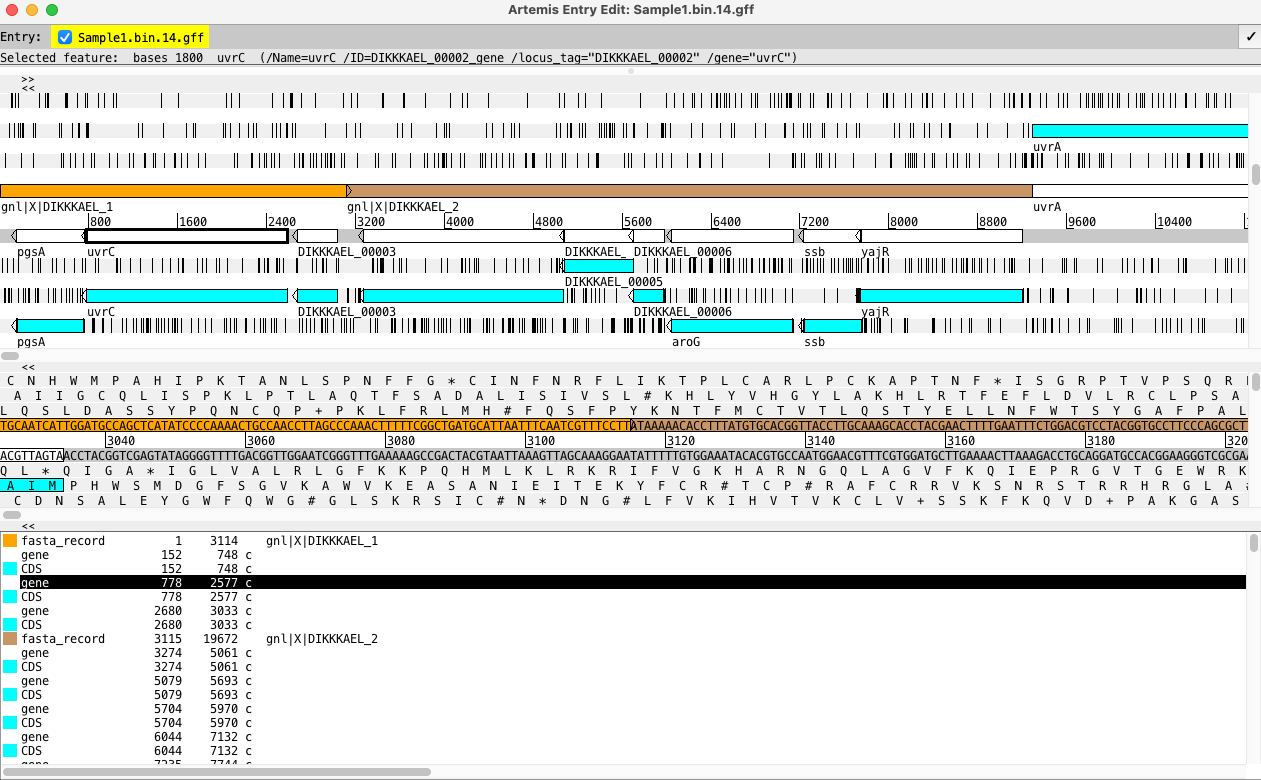 Artemis Entry Edit: Sample1.bin.14.gff
Entry: Sample1.bin.14.gff ✓
Selected feature: bases 1800 uvrC (/Name=uvrC /ID=DIKKKAEL_00002_gene /locus_tag="DIKKKAEL_00002" /gene="uvrC")
>>
<<
uvrA
gnl|X|DIKKKAEL_1 gnl|X|DIKKKAEL_2 uvrA
800 1600 2400 3200 4000 4800 5600 6400 7200 8000 8800 9600 10400
pgsA uvrC DIKKKAEL_00003 DIKKKAEL_ DIKKKAEL_00006 ssb yajR
DIKKKAEL_00005
uvrC DIKKKAEL_00003 DIKKKAEL_00006 yajR
pgsA aroG ssb
<<
C N H W M P A H I P K T A N L S P N F F G * C I N F N R F L I K T P L C A R L P C K A P T N F * I S G R P T V P S Q R
A I I G C Q L I S P K L P T L A Q T F S A D A L I S I V S L # K H L Y V H G Y L A K H L R T F E F L D V L R C L P S A
L Q S L D A S S Y P Q N C Q P + P K L F R L M H # F Q S F P Y K N T F M C T V T L Q S T Y E L L N F W T S Y G A F P A L
TGCAATCATTGGATGCCAGCTCATATCCCCAAAACTGCCAACCTTAGCCCAAACTTTTTCGGCTGATGCATTAATTTCAATCGTTTCCTTATAAAAACACCTTTATGTGCACGGTTACCTTGCAAAGCACCTACGAACTTTTGAATTTCTGGACGTCCTACGGTGCCTTCCCAGCGCT
3040 3060 3080 3100 3120 3140 3160 3180 320
ACGTTAGTAACCTACGGTCGAGTATAGGGGTTTTGACGGTTGGAATCGGGTTTGAAAAAGCCGACTACGTAATTAAAGTTAGCAAAGGAATATTTTTGTGGAAATACACGTGCCAATGGAACGTTTCGTGGATGCTTGAAAACTTAAAGACCTGCAGGATGCCACGGAAGGGTCGCGA
Q L * Q I G A * I G L V A L R L G F K K P Q H M L K L R K R I F V G K H A R N G Q L A G V F K Q I E P R G V T G E W R K
A I M P H W S M D G F S G V K A W V K E A S A N I E I T E K Y F C R # T C P # R A F C R R V K S N R S T R R H R G L A
C D N S A L E Y G W F Q W G # G L S K R S I C # N * D N G # L F V K I H V T V K C L V + S S K F K Q V D + P A K G A S
<<
fasta_record 1 3114 gnl|X|DIKKKAEL_1
gene 152 748 c
CDS 152 748 c
gene 778 2577 c
CDS 778 2577 c
gene 2680 3033 c
CDS 2680 3033 c
fasta_record 3115 19672 gnl|X|DIKKKAEL_2
gene 3274 5061 c
CDS 3274 5061 c
gene 5079 5693 c
CDS 5079 5693 c
gene 5704 5970 c
CDS 5704 5970 c
gene 6044 7132 c
CDS 6044 7132 c
gene 7235 7744 c